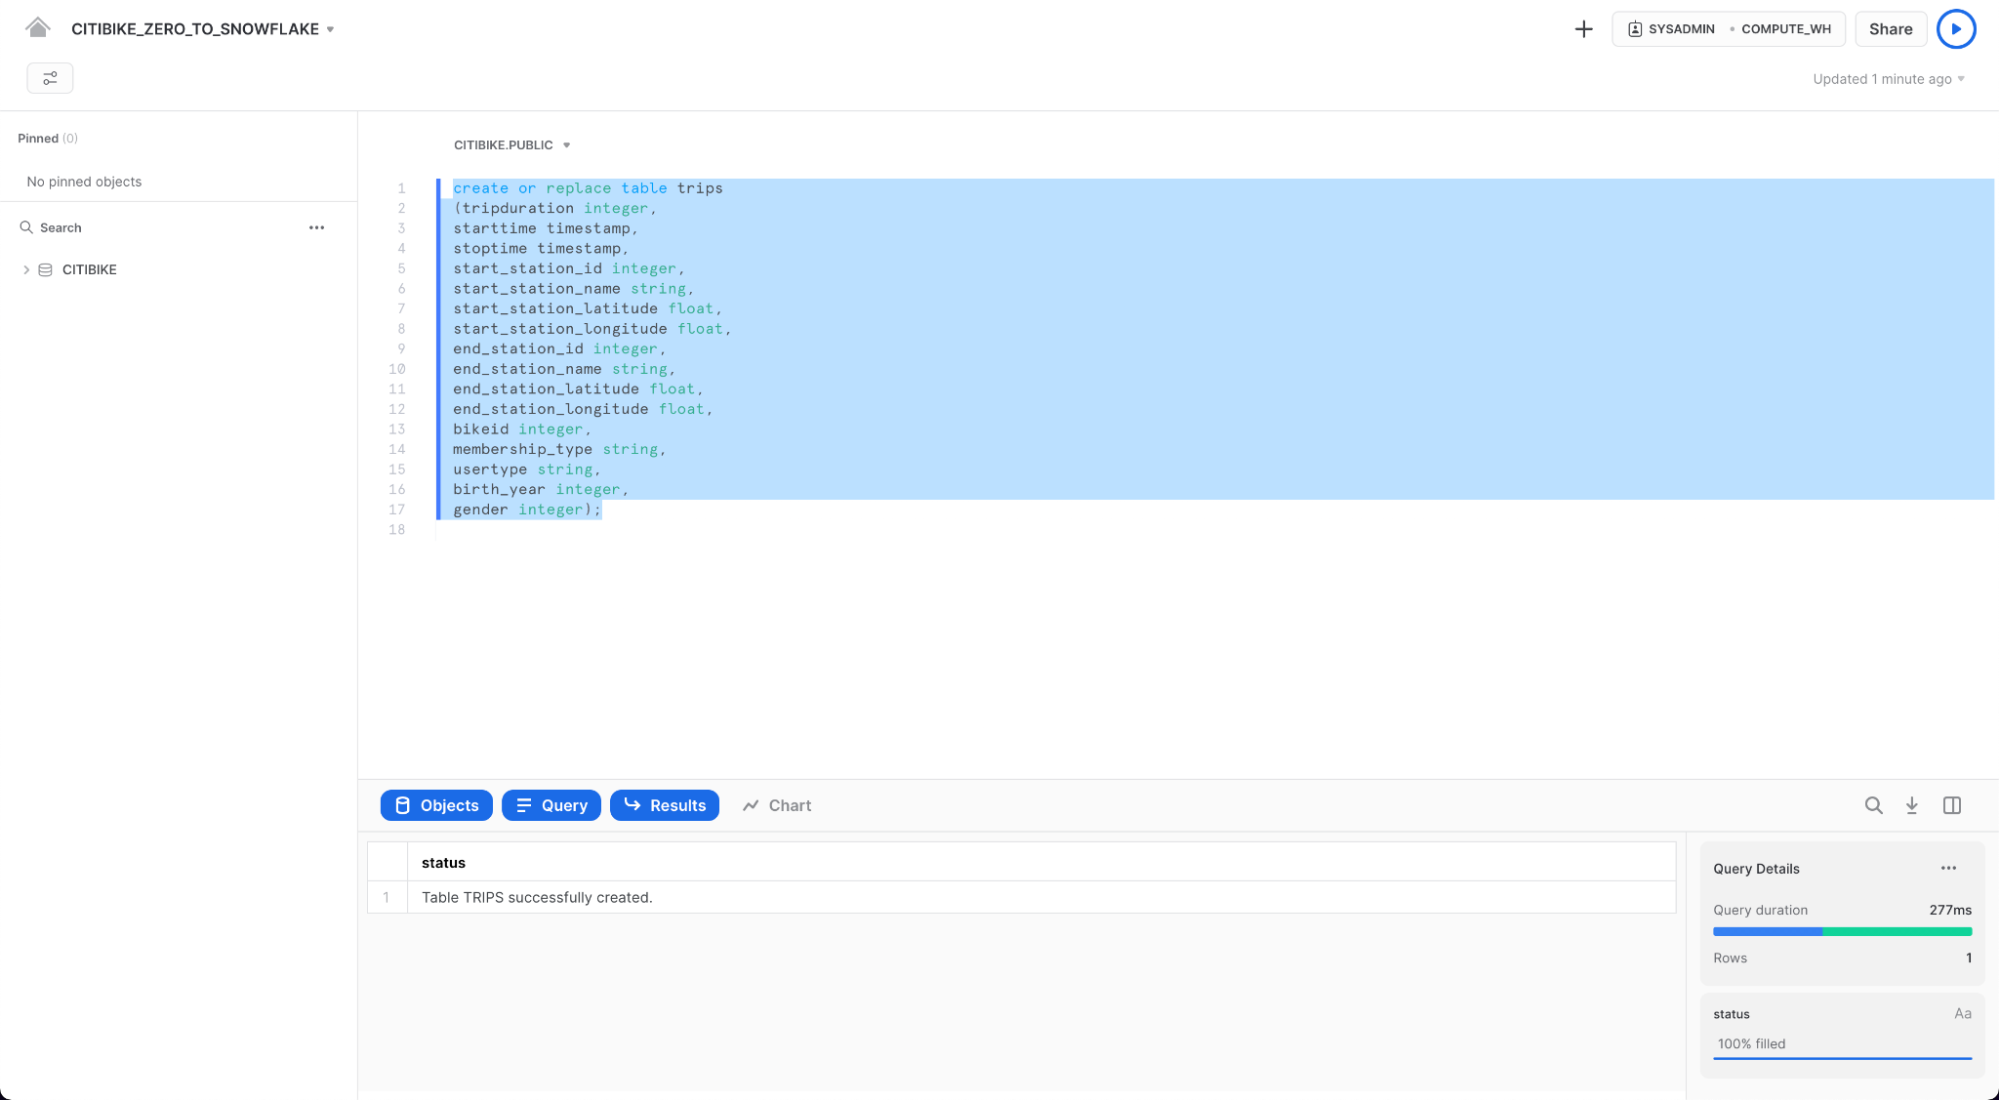 CITIBIKE_ZERO_TO_SNOWFLAKE
SYSADMIN • COMPUTE_WH
Share
Updated 1 minute ago
Pinned (0)
No pinned objects
Search
CITIBIKE
CITIBIKE.PUBLIC
1 create or replace table trips
2 (tripduration integer,
3 starttime timestamp,
4 stoptime timestamp,
5 start_station_id integer,
6 start_station_name string,
7 start_station_latitude float,
8 start_station_longitude float,
9 end_station_id integer,
10 end_station_name string,
11 end_station_latitude float,
12 end_station_longitude float,
13 bikeid integer,
14 membership_type string,
15 usertype string,
16 birth_year integer,
17 gender integer);
18
Objects Query Results Chart
status
1 Table TRIPS successfully created.
Query Details
Query duration 277ms
Rows 1
status Aa
100% filled